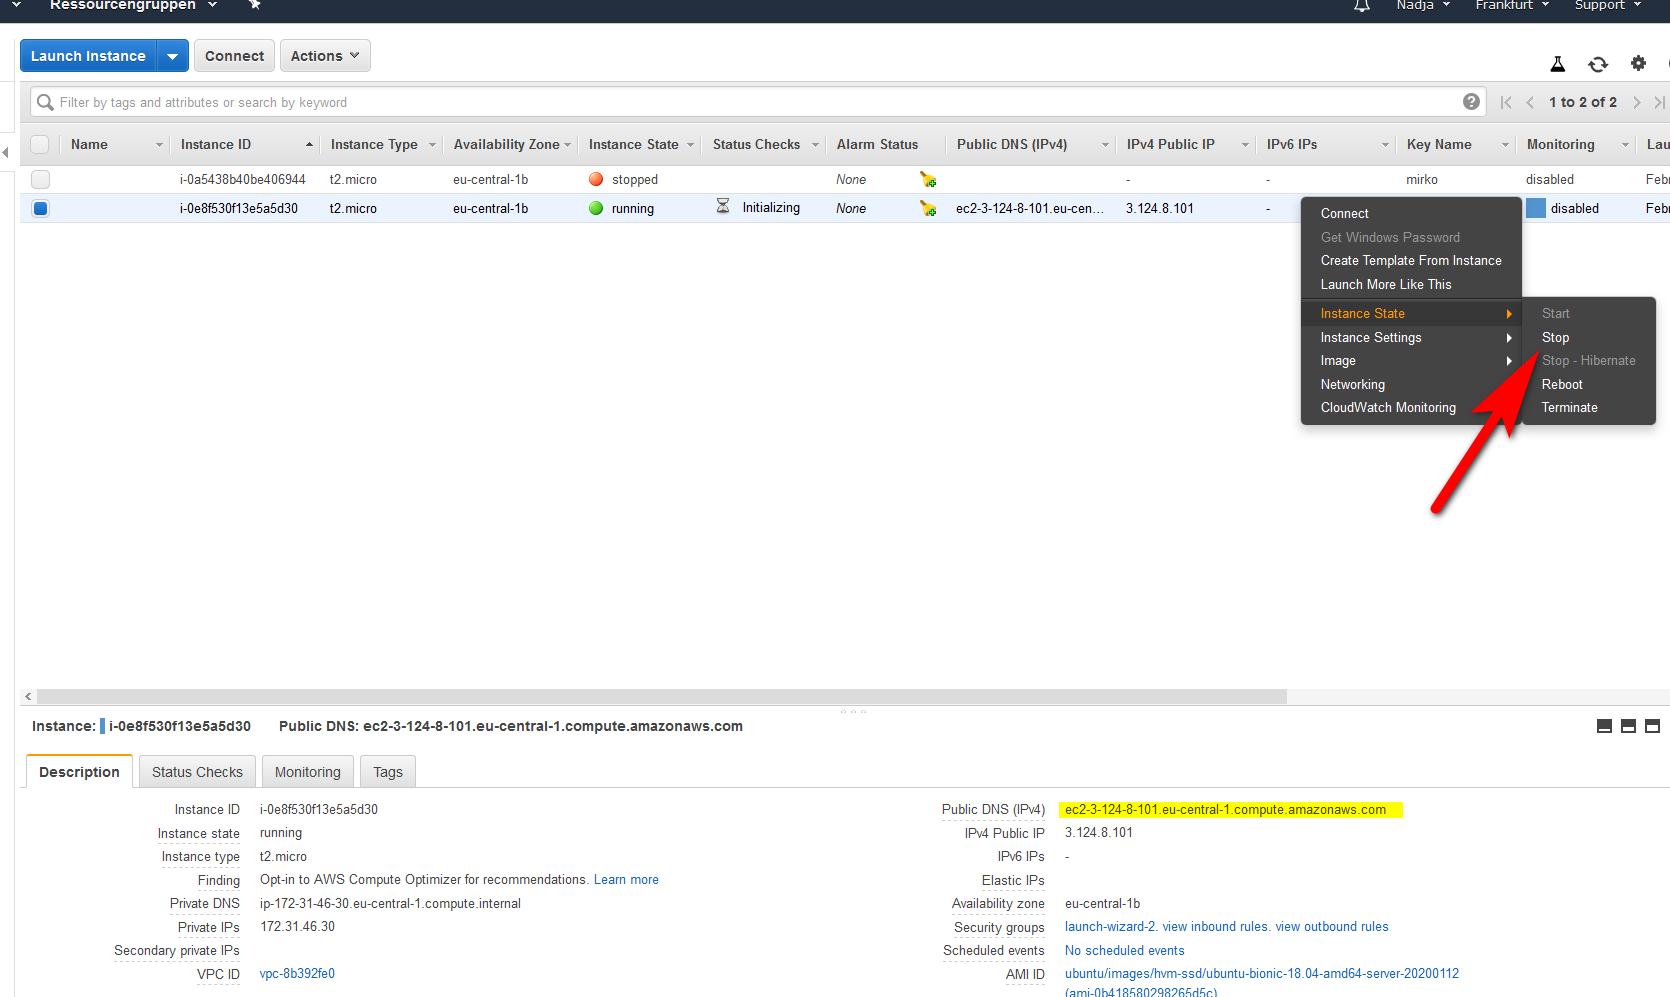 Ressourcengruppen Nadja Frankfurt Support
Launch Instance Connect Actions
Filter by tags and attributes or search by keyword 1 to 2 of 2
Name Instance ID Instance Type Availability Zone Instance State Status Checks Alarm Status Public DNS (IPv4) IPv4 Public IP IPv6 IPs Key Name Monitoring Lau
i-0a5438b40be406944 t2.micro eu-central-1b stopped None - - mirko disabled Febr
i-0e8f530f13e5a5d30 t2.micro eu-central-1b running Initializing None ec2-3-124-8-101.eu-cen... 3.124.8.101 - disabled Febr
Connect
Get Windows Password
Create Template From Instance
Launch More Like This
Instance State
Instance Settings
Image
Networking
CloudWatch Monitoring
Start
Stop
Stop - Hibernate
Reboot
Terminate
Instance: i-0e8f530f13e5a5d30 Public DNS: ec2-3-124-8-101.eu-central-1.compute.amazonaws.com
Description Status Checks Monitoring Tags
Instance ID i-0e8f530f13e5a5d30
Instance state running
Instance type t2.micro
Finding Opt-in to AWS Compute Optimizer for recommendations. Learn more
Private DNS ip-172-31-46-30.eu-central-1.compute.internal
Private IPs 172.31.46.30
Secondary private IPs
VPC ID vpc-8b392fe0
Public DNS (IPv4) ec2-3-124-8-101.eu-central-1.compute.amazonaws.com
IPv4 Public IP 3.124.8.101
IPv6 IPs -
Elastic IPs
Availability zone eu-central-1b
Security groups launch-wizard-2. view inbound rules. view outbound rules
Scheduled events No scheduled events
AMI ID ubuntu/images/hvm-ssd/ubuntu-bionic-18.04-amd64-server-20200112
(ami-0b418580298265d5c)